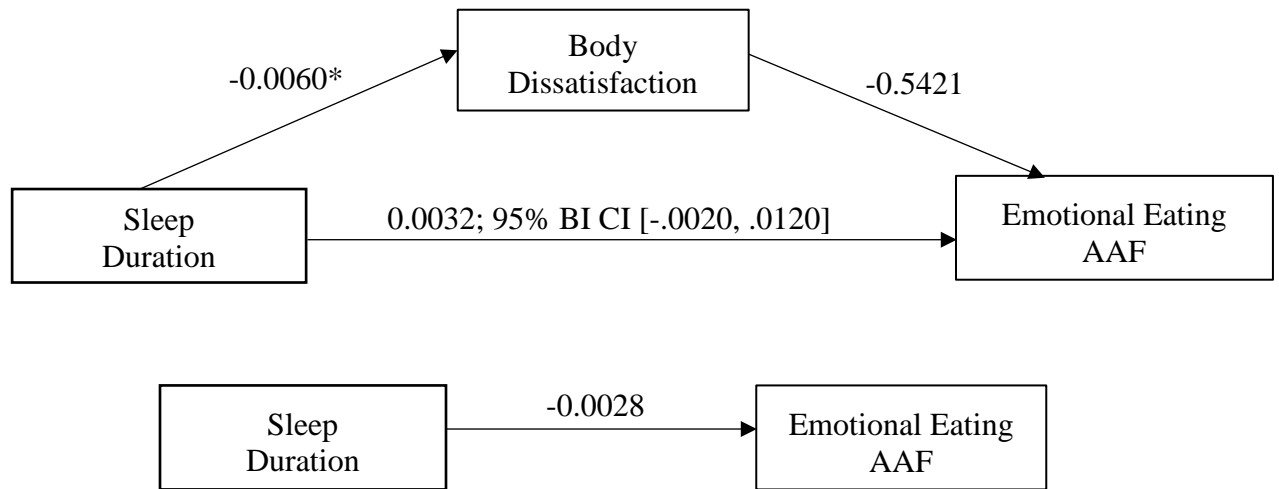 Body
Dissatisfaction
-0.0060*
-0.5421
Sleep
Duration
0.0032; 95% BI CI [-.0020, .0120]
Emotional Eating
AAF
Sleep
Duration
-0.0028
Emotional Eating
AAF